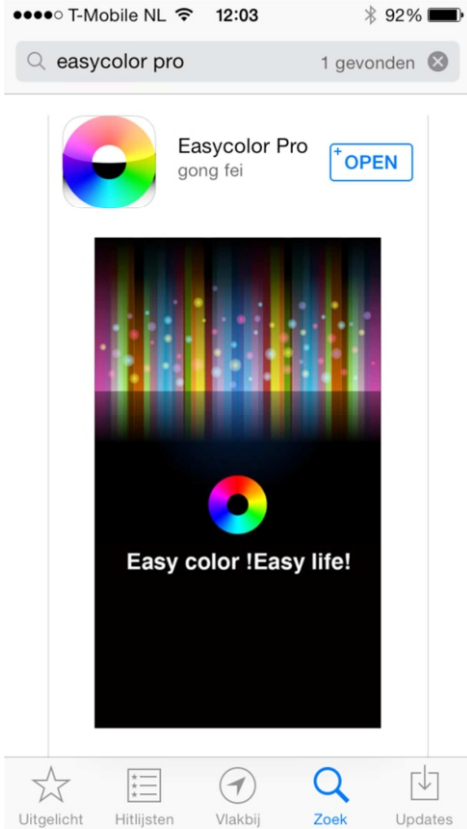 T-Mobile NL 12:03 92%
easycolor pro 1 gevonden
Easycolor Pro
gong fei
+OPEN
Easy color !Easy life!
Uitgelicht Hitlijsten Vlakbij Zoek Updates